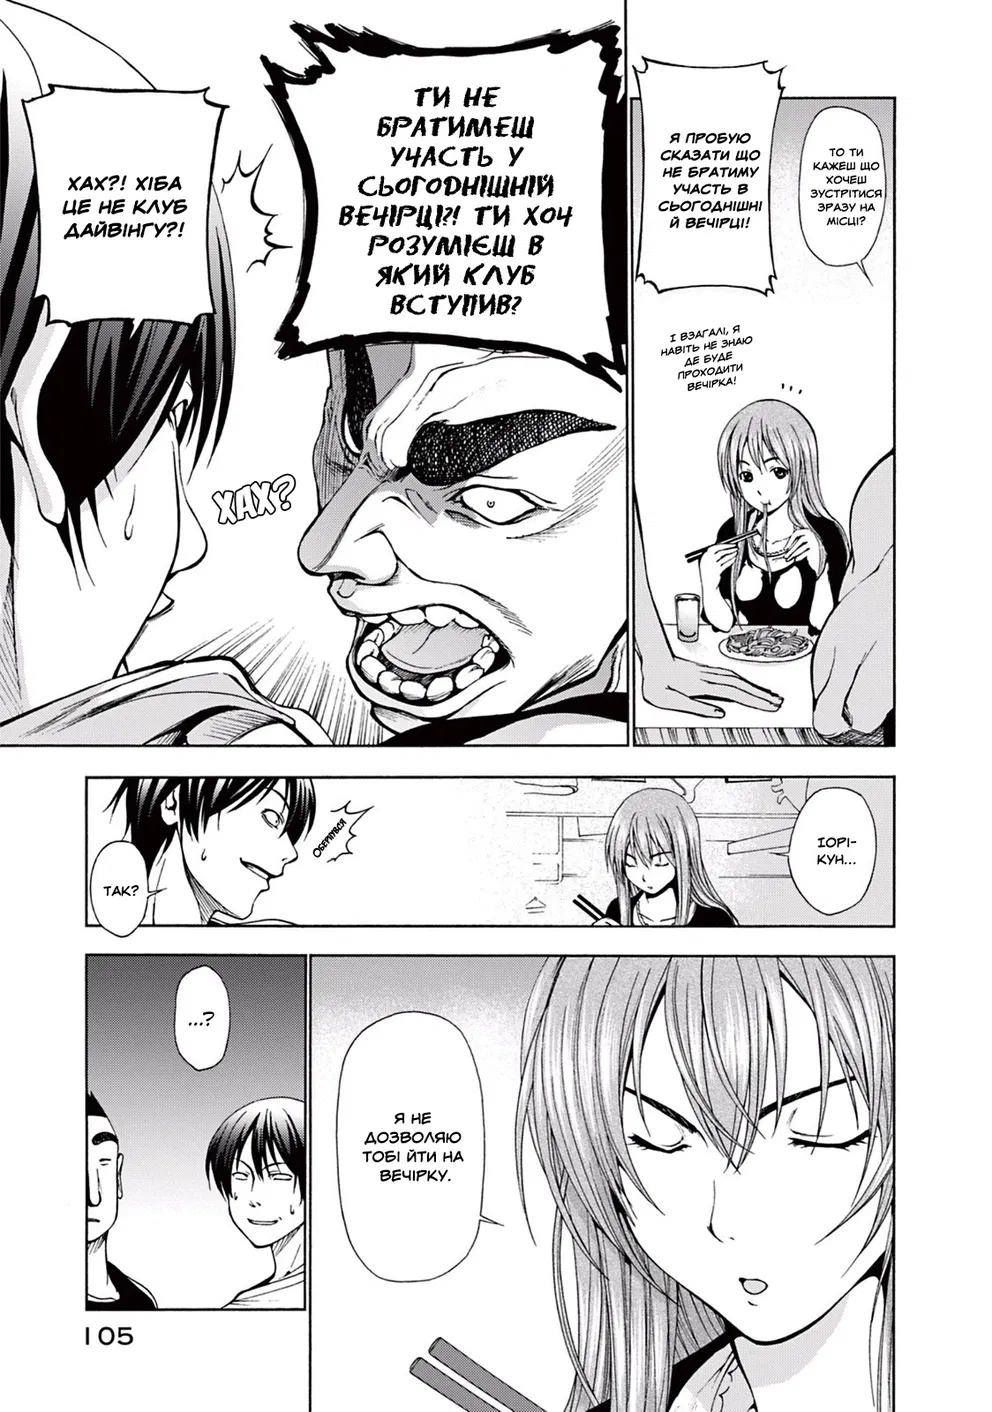 ТО ТИ
КАЖЕШ ЩО
ХОЧЕШ
ЗУСТРІТИСЯ
ЗРАЗУ НА
МІСЦІ?
Я ПРОБУЮ
СКАЗАТИ ЩО
НЕ БРАТИМУ
УЧАСТЬ В
СЬОГОДНІШНІ
Й ВЕЧІРЦІ!
І ВЗАГАЛІ, Я
НАВІТЬ НЕ ЗНАЮ
ДЕ БУДЕ
ПРОХОДИТИ
ВЕЧІРКА!
ТИ НЕ
БРАТИМЕШ
УЧАСТЬ У
СЬОГОДНІШНІЙ
ВЕЧІРЦІ?! ТИ ХОЧ
РОЗУМІЄШ В
ЯКИЙ КЛУБ
ВСТУПИВ?
ХАХ?! ХІБА
ЦЕ НЕ КЛУБ
ДАЙВІНГУ?!
ХАХ?
ІОРІ-
КУН...
ОБЕРНУВСЯ
ТАК?
Я НЕ
ДОЗВОЛЯЮ
ТОБІ ЙТИ НА
ВЕЧІРКУ.
...?
105